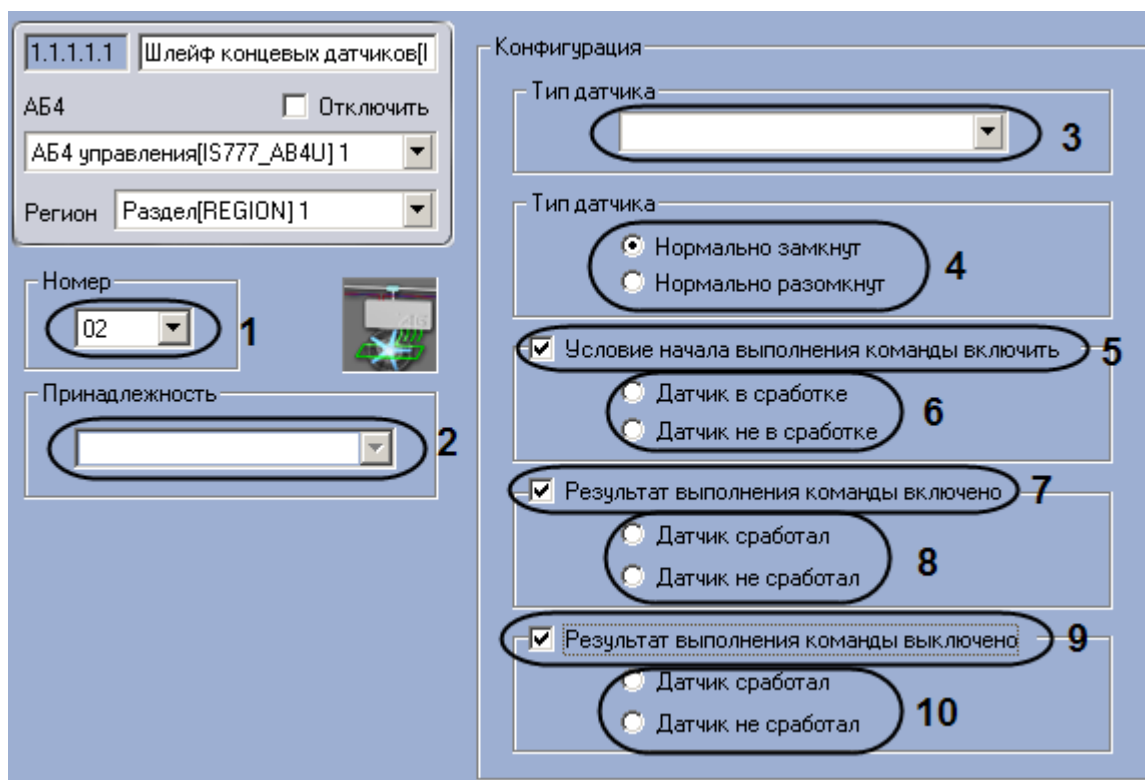 1.1.1.1.1
Шлейф концевых датчиков[I
АБ4
Отключить
АБ4 управления[IS777_AB4U] 1
Регион
Раздел[REGION] 1
Номер
02
1
Принадлежность
2
Конфигурация
Тип датчика
3
Тип датчика
Нормально замкнут
Нормально разомкнут
4
Условие начала выполнения команды включить
5
Датчик в сработке
Датчик не в сработке
6
Результат выполнения команды включено
7
Датчик сработал
Датчик не сработал
8
Результат выполнения команды выключено
9
Датчик сработал
Датчик не сработал
10